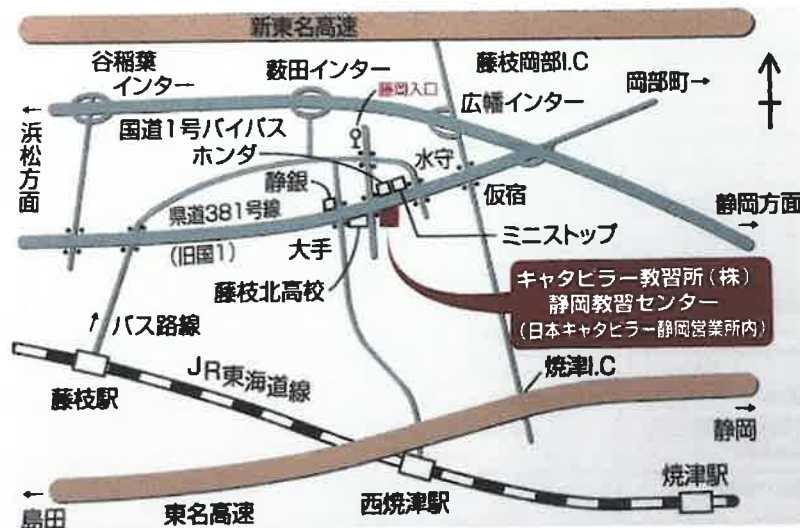 新東名高速
谷稲葉
インター
薮田インター
藤枝岡部I.C
岡部町→
藤岡入口
広幡インター
←浜松方面
国道1号バイパス
ホンダ
水守
静銀
仮宿
静岡方面
→
県道381号線
(旧国1)
大手
ミニストップ
藤枝北高校
キャタピラー教習所(株)
静岡教習センター
(日本キャタピラー静岡営業所内)
バス路線
JR東海道線
焼津I.C
藤枝駅
→
静岡
←
島田
東名高速
西焼津駅
焼津駅